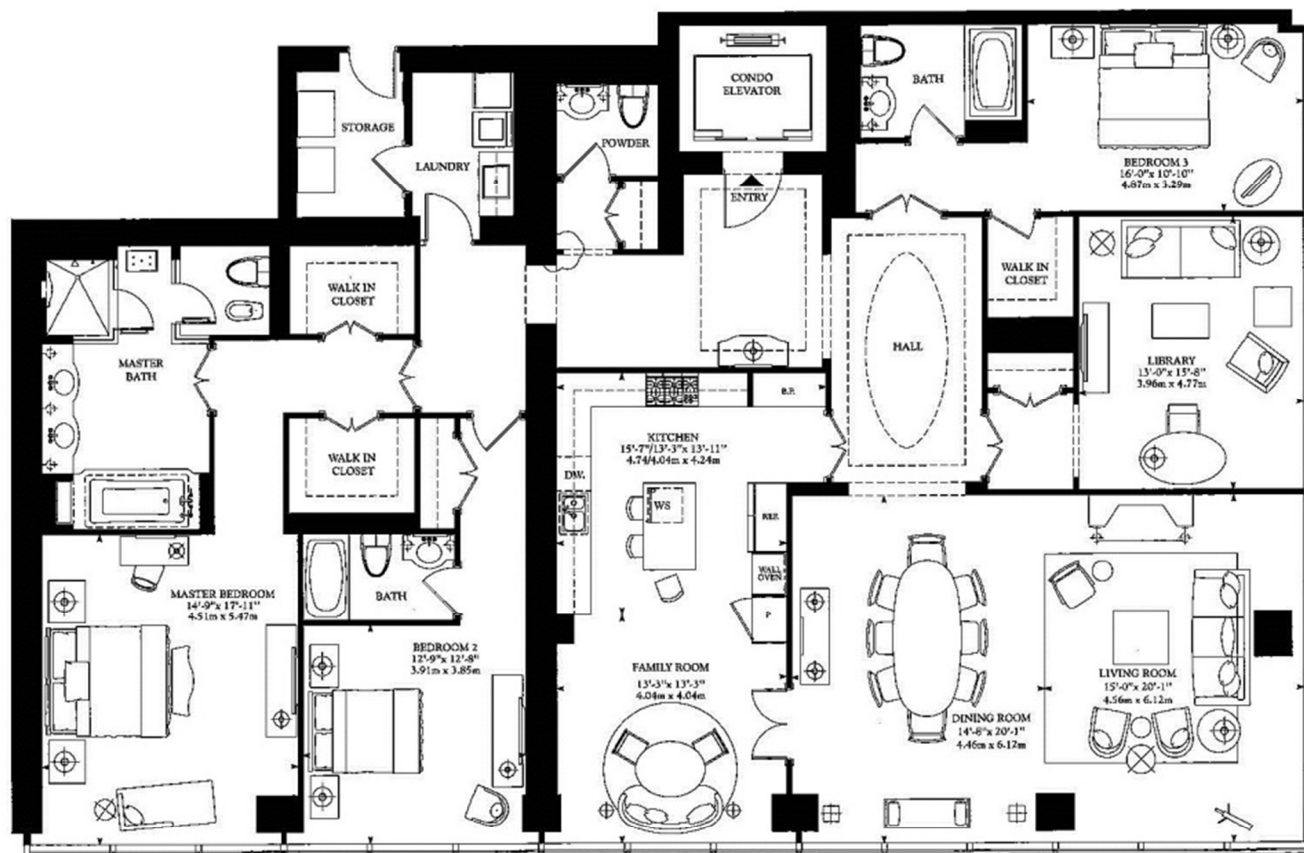 CONDO
ELEVATOR
BATH
STORAGE
LAUNDRY
POWDER
ENTRY
BEDROOM 3
16'-0"x 10'-10"
4.87m x 3.29m
WALK IN
CLOSET
WALK IN
CLOSET
HALL
LIBRARY
13'-0"x 15'-8"
3.96m x 4.77m
MASTER
BATH
WALK IN
CLOSET
KITCHEN
15'-7"/13'-3"x 13'-11"
4.74/4.04m x 4.24m
DW.
WS
REF.
WALL
OVEN
P
MASTER BEDROOM
14'-9"x 17'-11"
4.51m x 5.47m
BATH
BEDROOM 2
12'-9"x 12'-8"
3.91m x 3.85m
FAMILY ROOM
13'-3"x 13'-3"
4.04m x 4.04m
LIVING ROOM
15'-0"x 20'-1"
4.56m x 6.12m
DINING ROOM
14'-8"x 20'-1"
4.46m x 6.12m